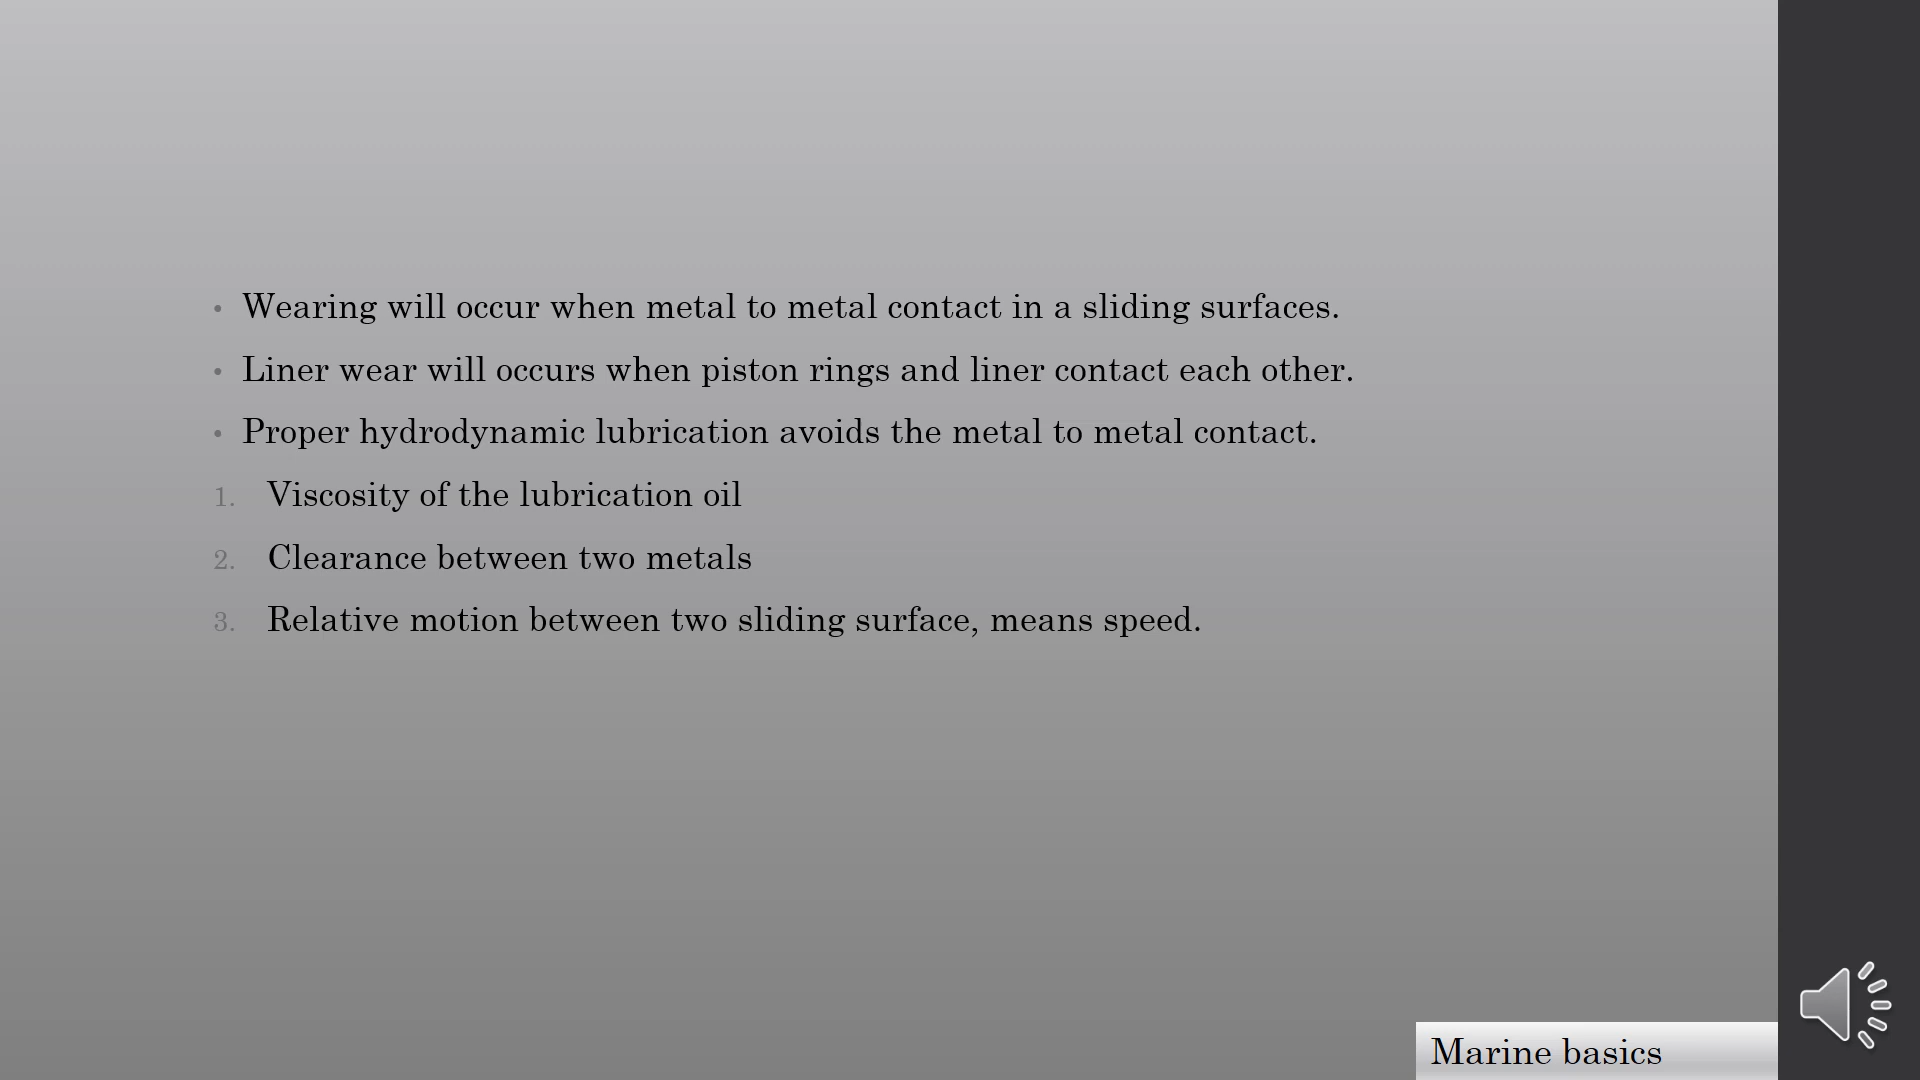 • Wearing will occur when metal to metal contact in a sliding surfaces.
• Liner wear will occurs when piston rings and liner contact each other.
• Proper hydrodynamic lubrication avoids the metal to metal contact.
1. Viscosity of the lubrication oil
2. Clearance between two metals
3. Relative motion between two sliding surface, means speed.
Marine basics